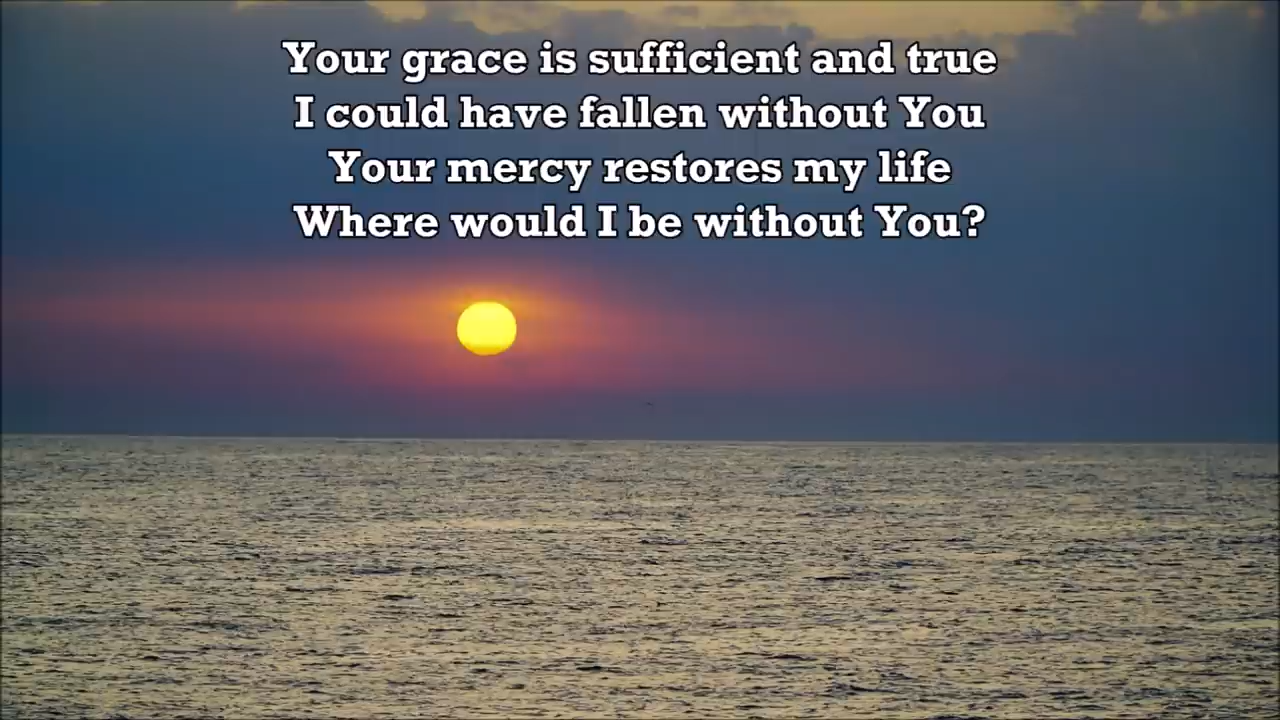 Your grace is sufficient and true
I could have fallen without You
Your mercy restores my life
Where would I be without You?